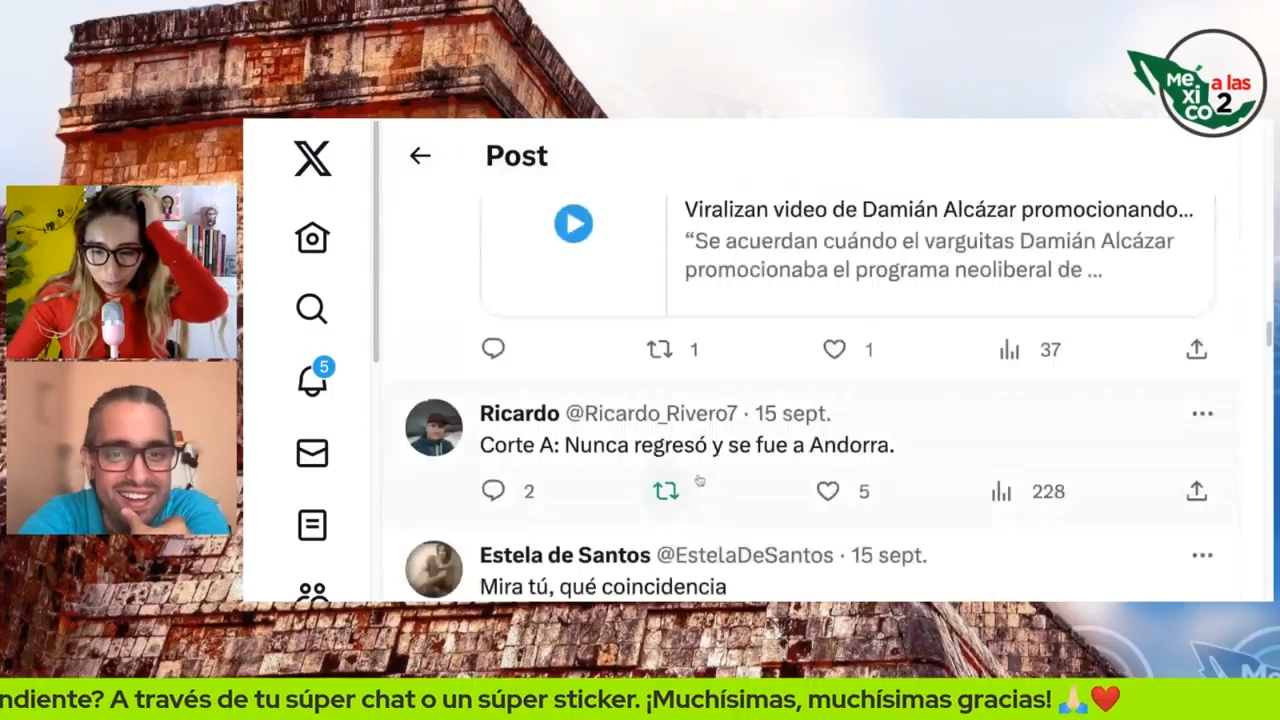 Mé
xi
co
a las
2
Post
Viralizan video de Damián Alcázar promocionando...
“Se acuerdan cuándo el varguitas Damián Alcázar
promocionaba el programa neoliberal de ...
1
1
37
5
Ricardo @Ricardo_Rivero7 · 15 sept.
Corte A: Nunca regresó y se fue a Andorra.
2
5
228
Estela de Santos @EstelaDeSantos · 15 sept.
Mira tú, qué coincidencia
ndiente? A través de tu súper chat o un súper sticker. ¡Muchísimas, muchísimas gracias! 🙏🏻❤️